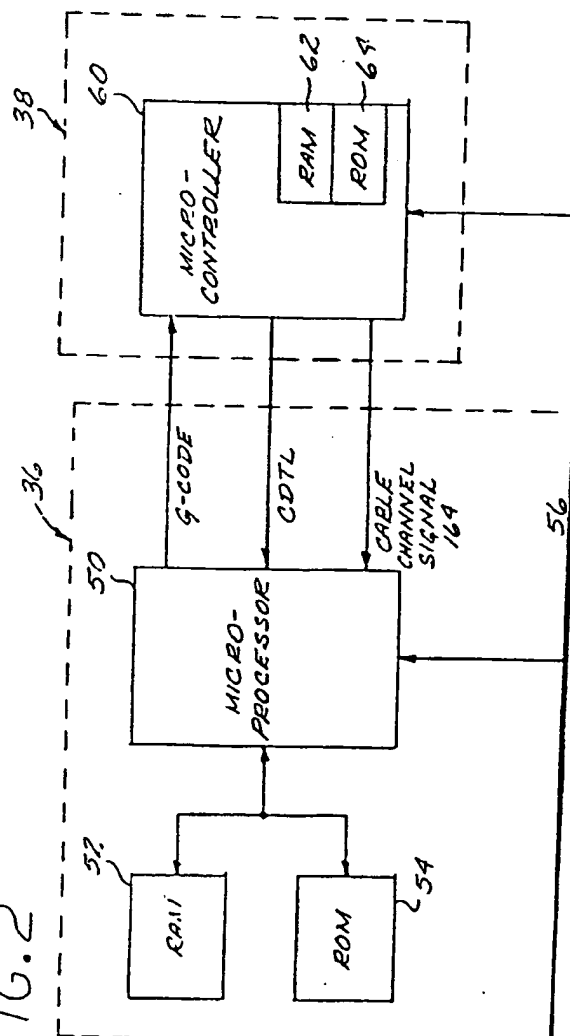 38
60
MICRO-
CONTROLLER
RAM
62
ROM
64
36
G-CODE
CDTL
CABLE
CHANNEL
SIGNAL
164
50
MICRO-
PROCESSOR
56
52
RAM
ROM
54
IG.2